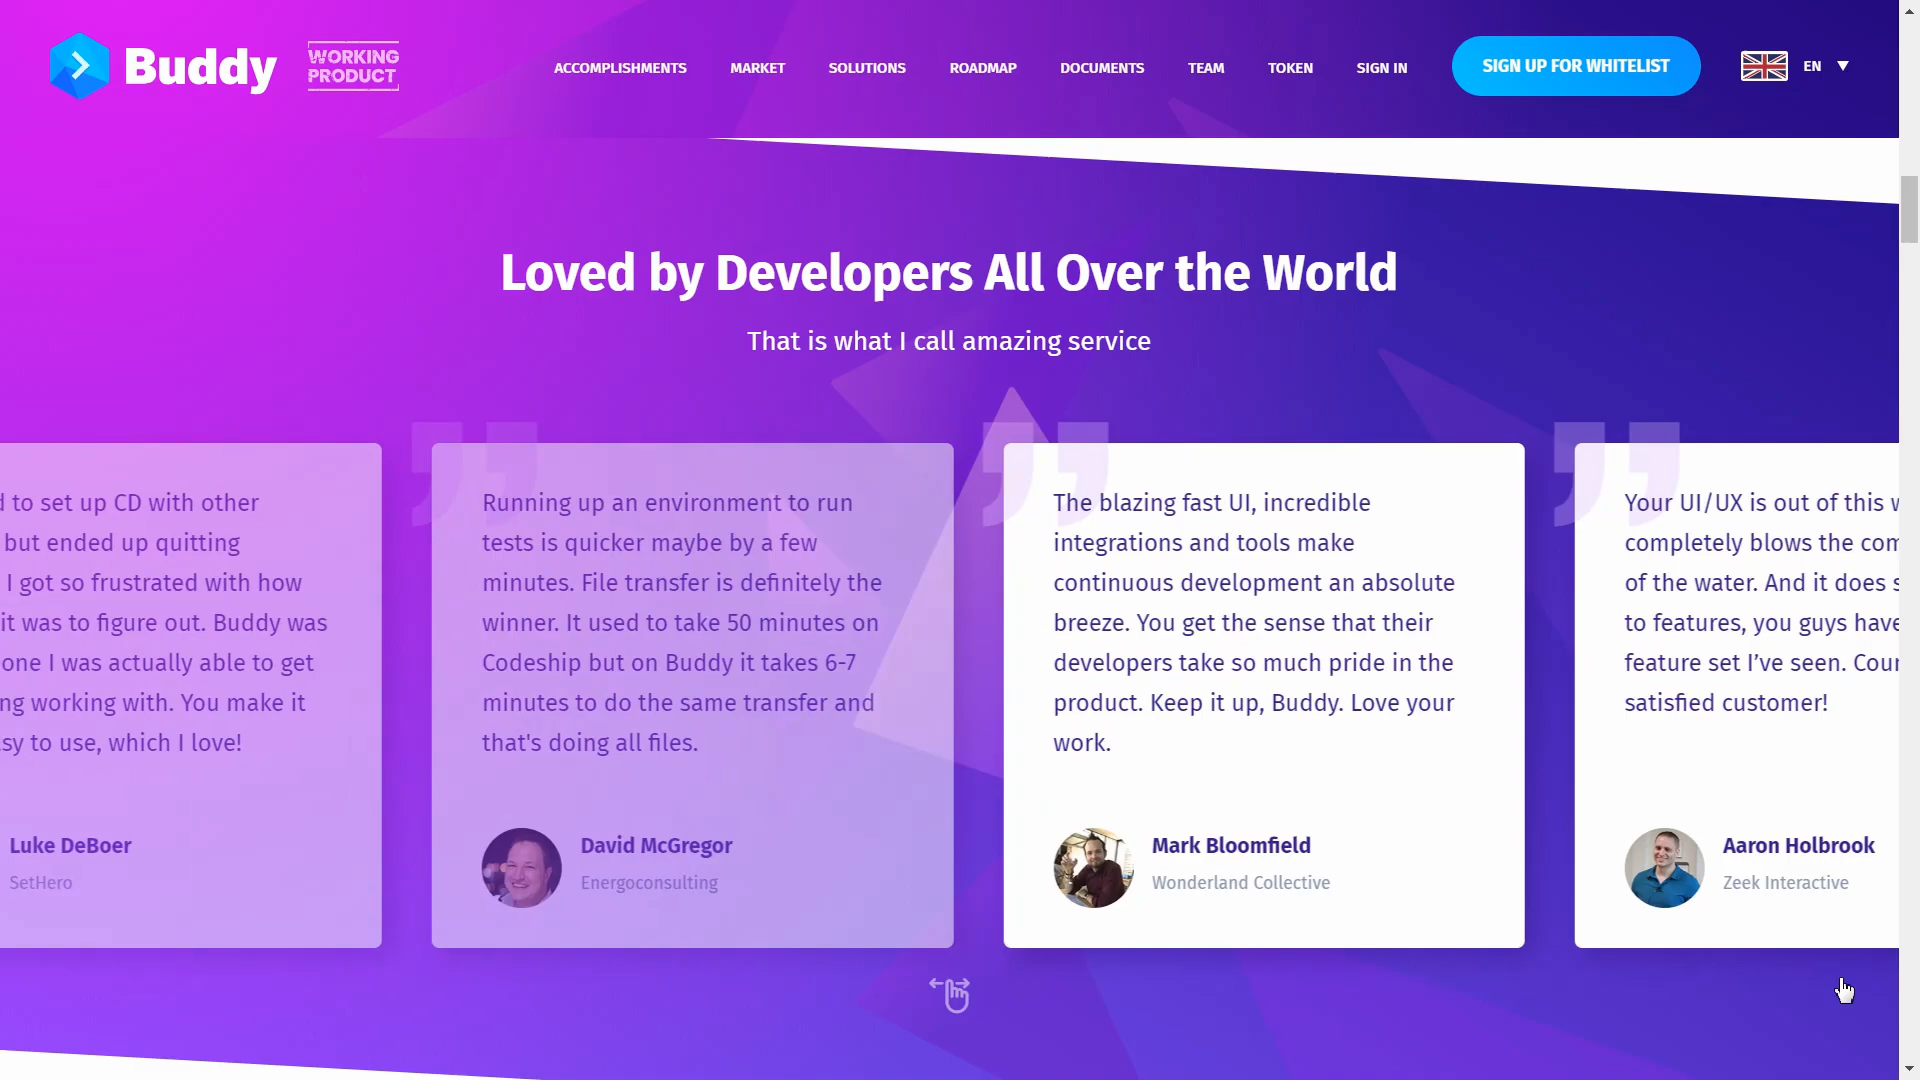 Buddy
WORKING
PRODUCT
ACCOMPLISHMENTS MARKET SOLUTIONS ROADMAP DOCUMENTS TEAM TOKEN SIGN IN SIGN UP FOR WHITELIST EN
Loved by Developers All Over the World
That is what I call amazing service
to set up CD with other
but ended up quitting
I got so frustrated with how
it was to figure out. Buddy was
one I was actually able to get
working with. You make it
to use, which I love!
Luke DeBoer
SetHero
Running up an environment to run
tests is quicker maybe by a few
minutes. File transfer is definitely the
winner. It used to take 50 minutes on
Codeship but on Buddy it takes 6-7
minutes to do the same transfer and
that's doing all files.
David McGregor
Energoconsulting
The blazing fast UI, incredible
integrations and tools make
continuous development an absolute
breeze. You get the sense that their
developers take so much pride in the
product. Keep it up, Buddy. Love your
work.
Mark Bloomfield
Wonderland Collective
Your UI/UX is out of this
completely blows the
of the water. And it does
to features, you guys have
feature set I’ve seen.
satisfied customer!
Aaron Holbrook
Zeek Interactive